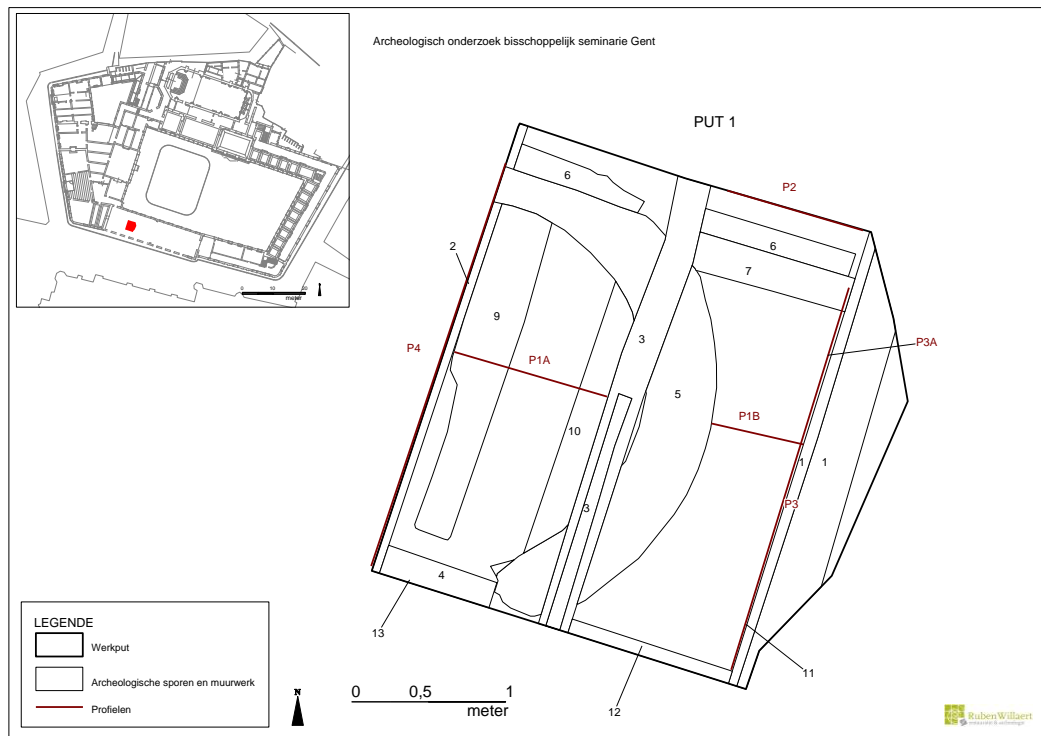 Archeologisch onderzoek bisschoppelijk seminarie Gent
0 10 20
meter
PUT 1
P2
6
6
2
7
9
3
P3A
P4
P1A
5
P1B
10
1
1
3
P3
4
13
11
12
LEGENDE
Werkput
Archeologische sporen en muurwerk
Profielen
N
0 0,5 1
meter
Ruben Willaert